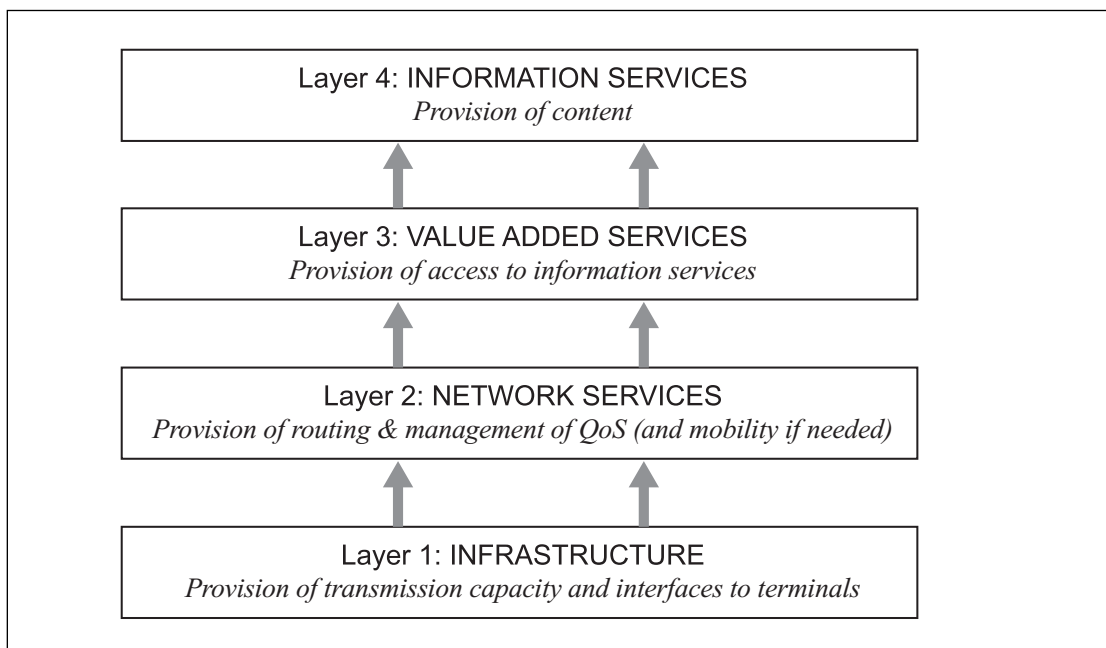 Layer 4: INFORMATION SERVICES
Provision of content
Layer 3: VALUE ADDED SERVICES
Provision of access to information services
Layer 2: NETWORK SERVICES
Provision of routing & management of QoS (and mobility if needed)
Layer 1: INFRASTRUCTURE
Provision of transmission capacity and interfaces to terminals